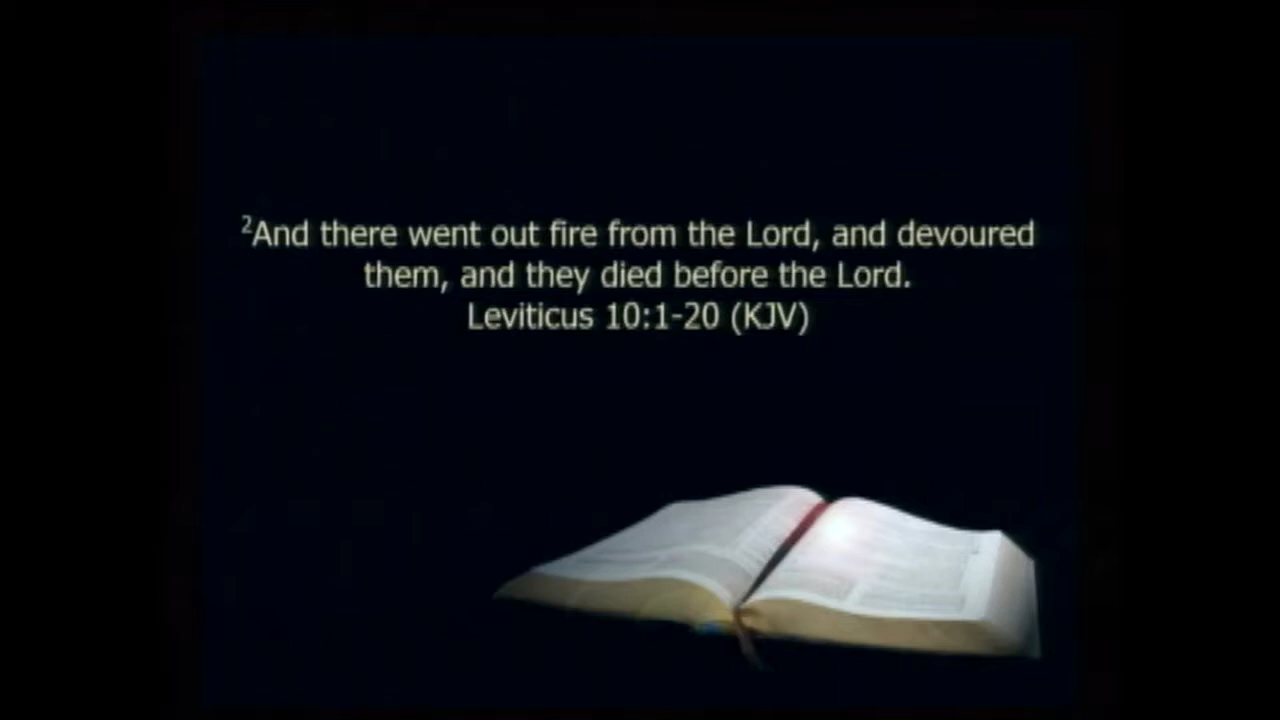 ²And there went out fire from the Lord, and devoured
them, and they died before the Lord.
Leviticus 10:1-20 (KJV)